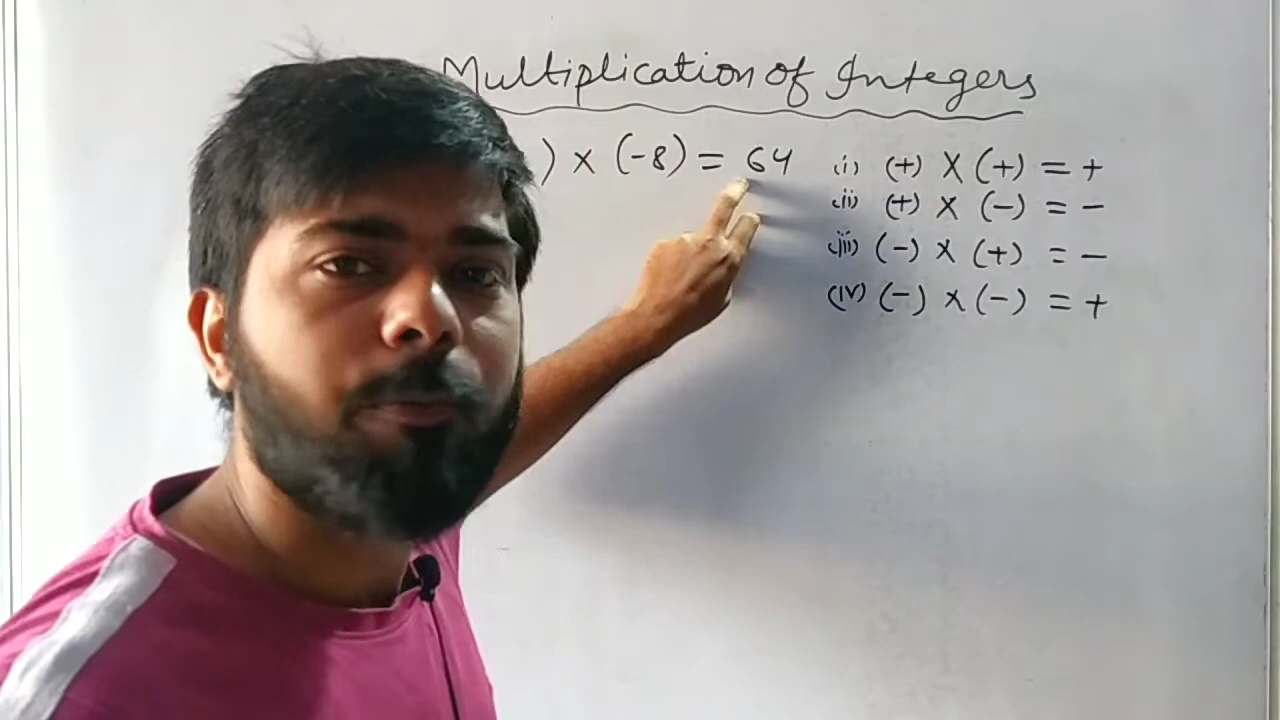 Multiplication of Integers
) × (-8) = 64
(i) (+) × (+) = +
(ii) (+) × (-) = -
(iii) (-) × (+) = -
(iv) (-) × (-) = +